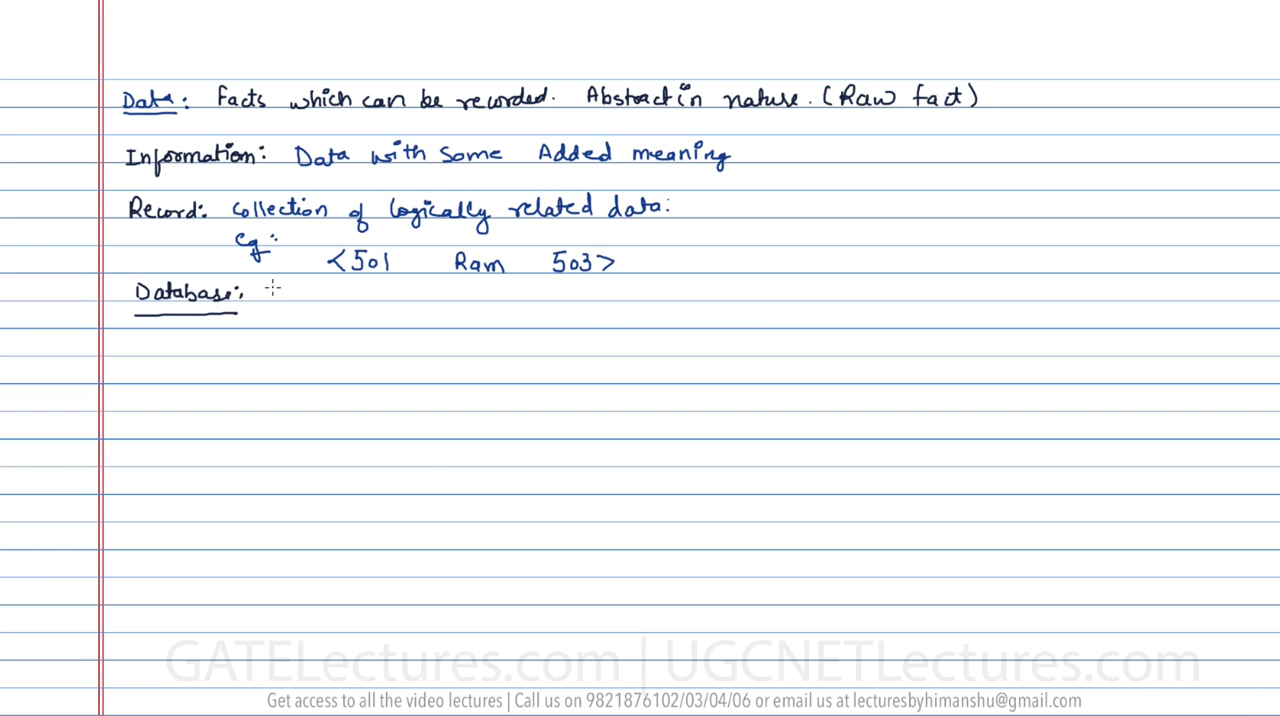 Data: Facts which can be recorded. Abstract in nature. (Raw fact)
Information: Data with Some Added meaning
Record: Collection of logically related data:
eg:
<501 Ram 503>
Database:
GATELectures.com | UGCNETLectures.com
Get access to all the video lectures | Call us on 9821876102/03/04/06 or email us at lecturesbyhimanshu@gmail.com